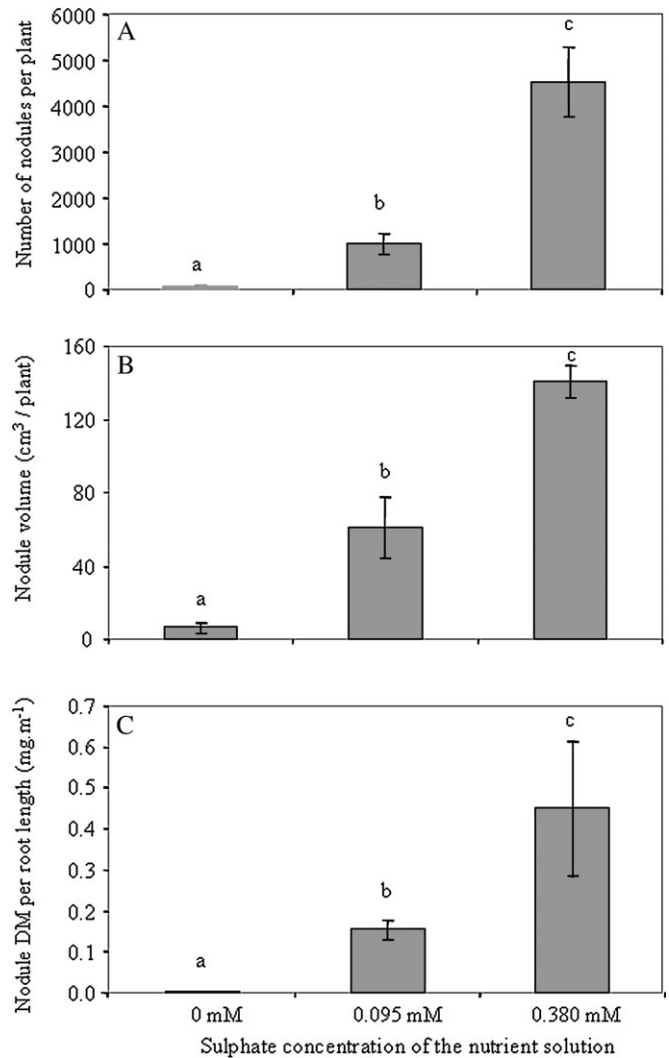 A
Number of nodules per plant
6000
5000
4000
3000
2000
1000
0
a
b
c
B
Nodule volume (cm³ / plant)
160
120
80
40
0
a
b
c
C
Nodule DM per root length (mg.m⁻¹)
0.7
0.6
0.5
0.4
0.3
0.2
0.1
0.0
a
b
c
0 mM 0.095 mM 0.380 mM
Sulphate concentration of the nutrient solution